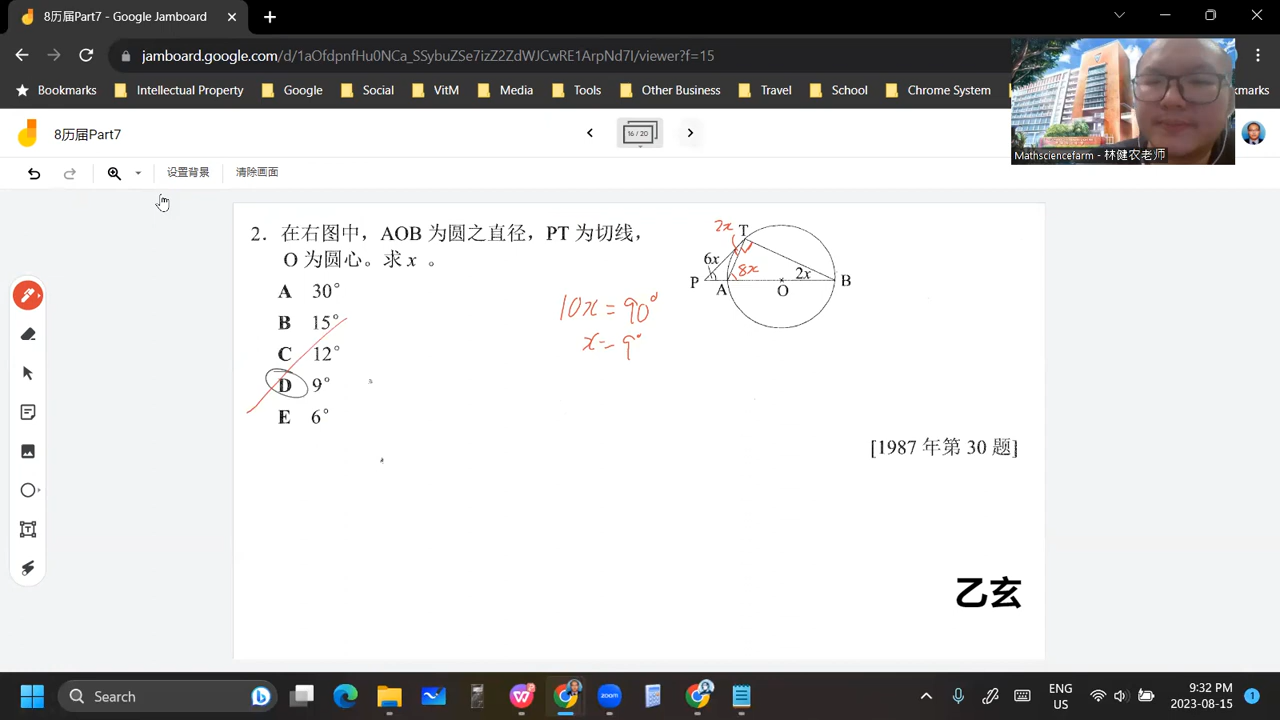 8历届Part7 - Google Jamboard
jamboard.google.com/d/1aOfdpn
_SSybuZSe7izZ2ZdWJCwRE1ArpNd7I/viewer?f=15
Bookmarks Intellectual Property Google Social VitM Media Tools Other Business Travel School Chrome System
8历届Part7
16 / 20
设置背景 清除画面
Mathsciencefarm - 林健农老师
2. 在右图中，AOB 为圆之直径，PT 为切线，
O 为圆心。求 x 。
A 30°
B 15°
C 12°
D 9°
E 6°
2x T
6x
8x 2x
P A O B
10x = 90°
x = 9°
[1987 年第 30 题]
乙玄
Search
ENG
US
9:32 PM
2023-08-15
1